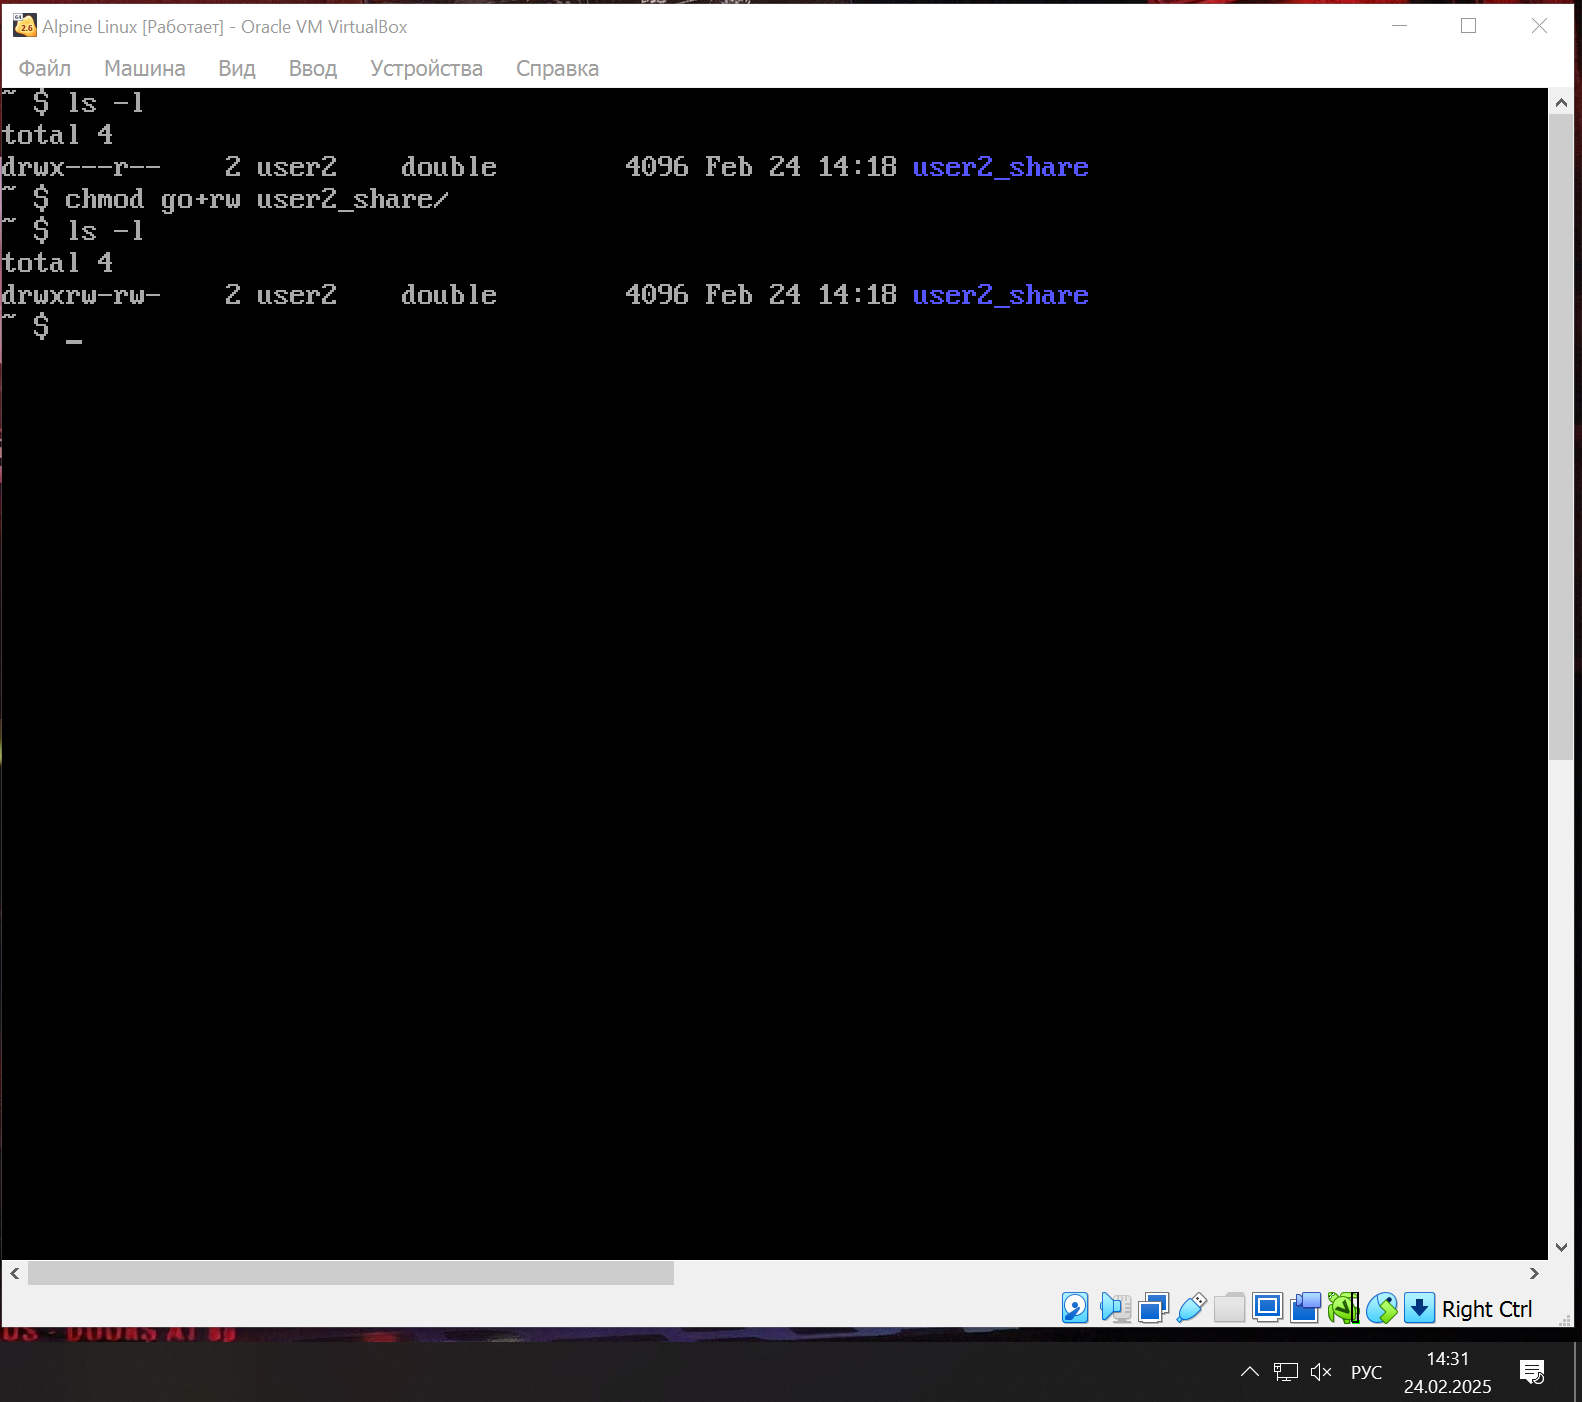 Alpine Linux [Работает] - Oracle VM VirtualBox
Файл Машина Вид Ввод Устройства Справка
~ $ ls -l
total 4
drwx---r--    2 user2    double        4096 Feb 24 14:18 user2_share
~ $ chmod go+rw user2_share/
~ $ ls -l
total 4
drwxrw-rw-    2 user2    double        4096 Feb 24 14:18 user2_share
~ $ _
Right Ctrl
РУС
14:31
24.02.2025